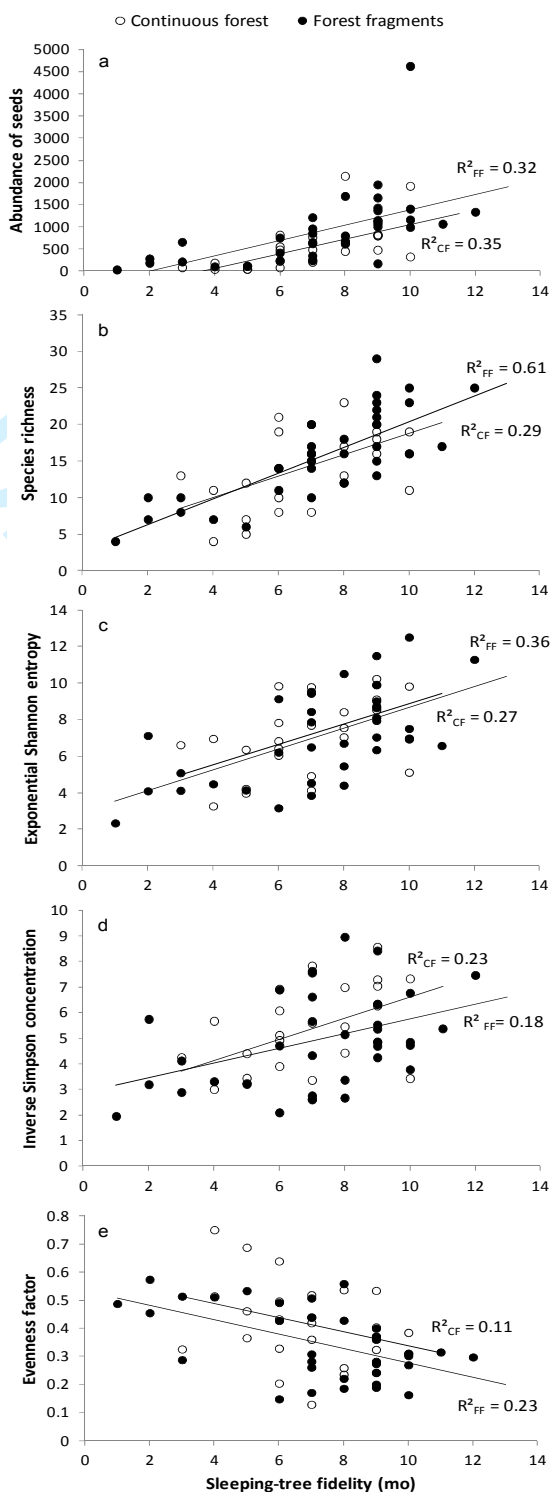 Continuous forest Forest fragments
a
Abundance of seeds
5000
4500
4000
3500
3000
2500
2000
1500
1000
500
0
R²FF = 0.32
R²CF = 0.35
0 2 4 6 8 10 12 14
b
Species richness
35
30
25
20
15
10
5
0
R²FF = 0.61
R²CF = 0.29
0 2 4 6 8 10 12 14
c
Exponential Shannon entropy
14
12
10
8
6
4
2
0
R²FF = 0.36
R²CF = 0.27
0 2 4 6 8 10 12 14
d
Inverse Simpson concentration
10
9
8
7
6
5
4
3
2
1
0
R²CF = 0.23
R²FF= 0.18
0 2 4 6 8 10 12 14
e
Evenness factor
0.8
0.7
0.6
0.5
0.4
0.3
0.2
0.1
0
R²CF = 0.11
R²FF = 0.23
0 2 4 6 8 10 12 14
Sleeping-tree fidelity (mo)